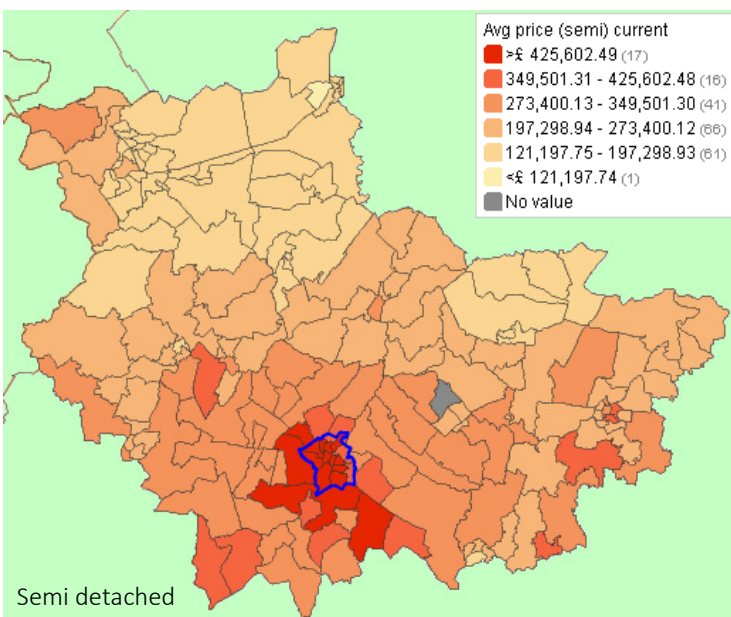 Avg price (semi) current
>£ 425,602.49 (17)
349,501.31 - 425,602.48 (16)
273,400.13 - 349,501.30 (41)
197,298.94 - 273,400.12 (66)
121,197.75 - 197,298.93 (61)
<£ 121,197.74 (1)
No value
Semi detached